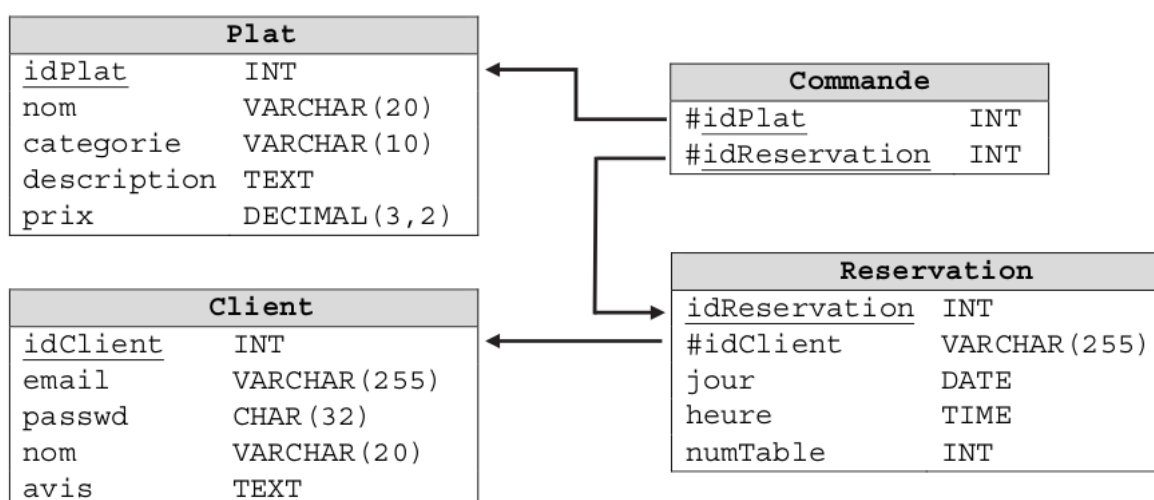 Plat
idPlat INT
nom VARCHAR(20)
categorie VARCHAR(10)
description TEXT
prix DECIMAL(3,2)
Commande
#idPlat INT
#idReservation INT
Client
idClient INT
email VARCHAR(255)
passwd CHAR(32)
nom VARCHAR(20)
avis TEXT
Reservation
idReservation INT
#idClient VARCHAR(255)
jour DATE
heure TIME
numTable INT